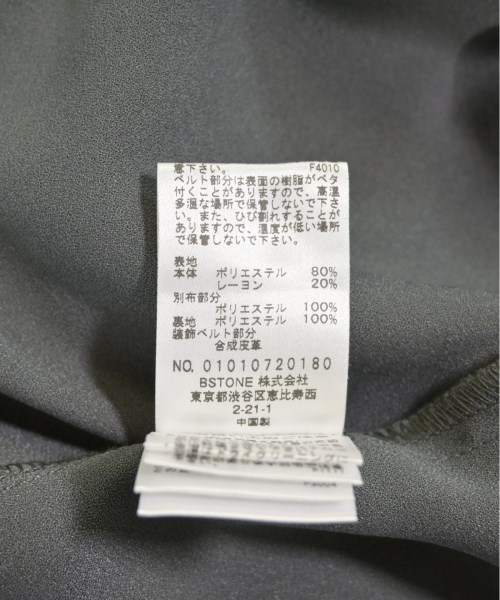 意下さい。 F4010
ベルト部分は表面の樹脂がベタ
付くことがありますので、高温
多湿な場所で保管しないで下さ
い。また、ひび割れすることが
ありますので、温度が低い場所
で保管しないで下さい。
表地
本体 ポリエステル 80%
レーヨン 20%
別布部分
ポリエステル 100%
裏地 ポリエステル 100%
装飾ベルト部分
合成皮革
NO. 01010720180
BSTONE 株式会社
東京都渋谷区恵比寿西
2-21-1
中国製